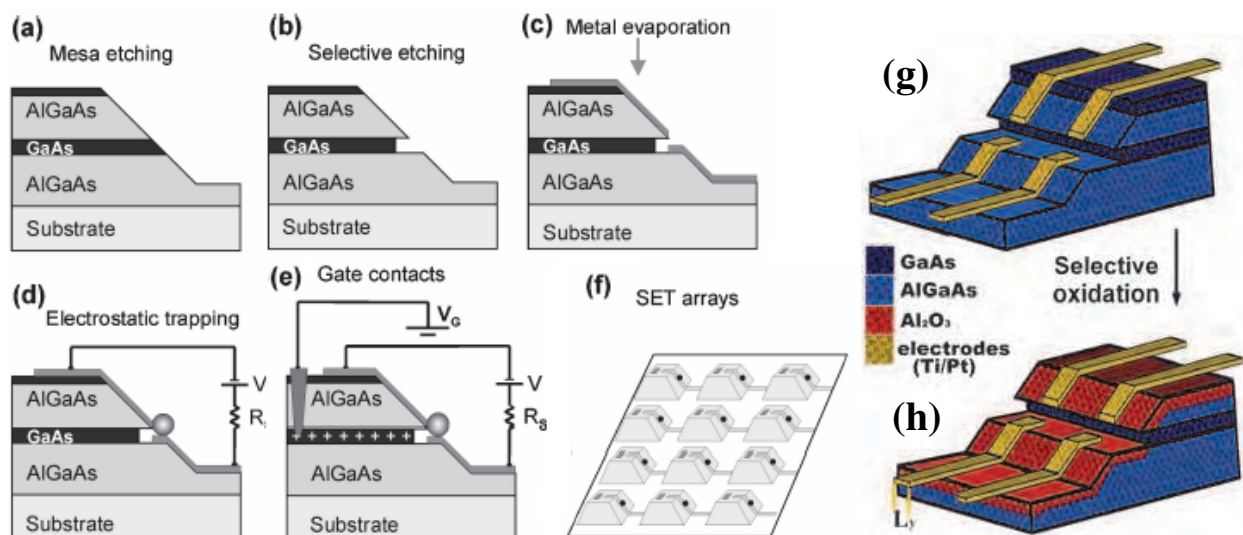 (a)
Mesa etching
AlGaAs
GaAs
AlGaAs
Substrate
(b)
Selective etching
AlGaAs
GaAs
AlGaAs
Substrate
(c)
Metal evaporation
AlGaAs
GaAs
AlGaAs
Substrate
(d)
Electrostatic trapping
AlGaAs
GaAs
AlGaAs
Substrate
V
R
(e)
Gate contacts
VG
AlGaAs
+ + + + + + + +
AlGaAs
Substrate
V
RS
(f)
SET arrays
(g)
GaAs
AlGaAs
Al₂O₃
electrodes
(Ti/Pt)
Selective
oxidation
(h)
Ly